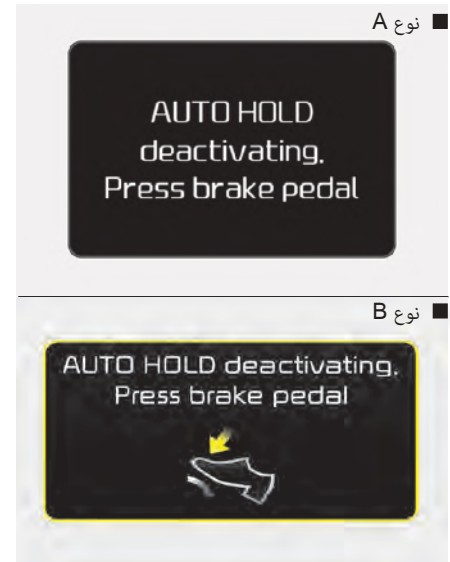 ■ نوع A
AUTO HOLD
deactivating.
Press brake pedal
■ نوع B
AUTO HOLD deactivating.
Press brake pedal